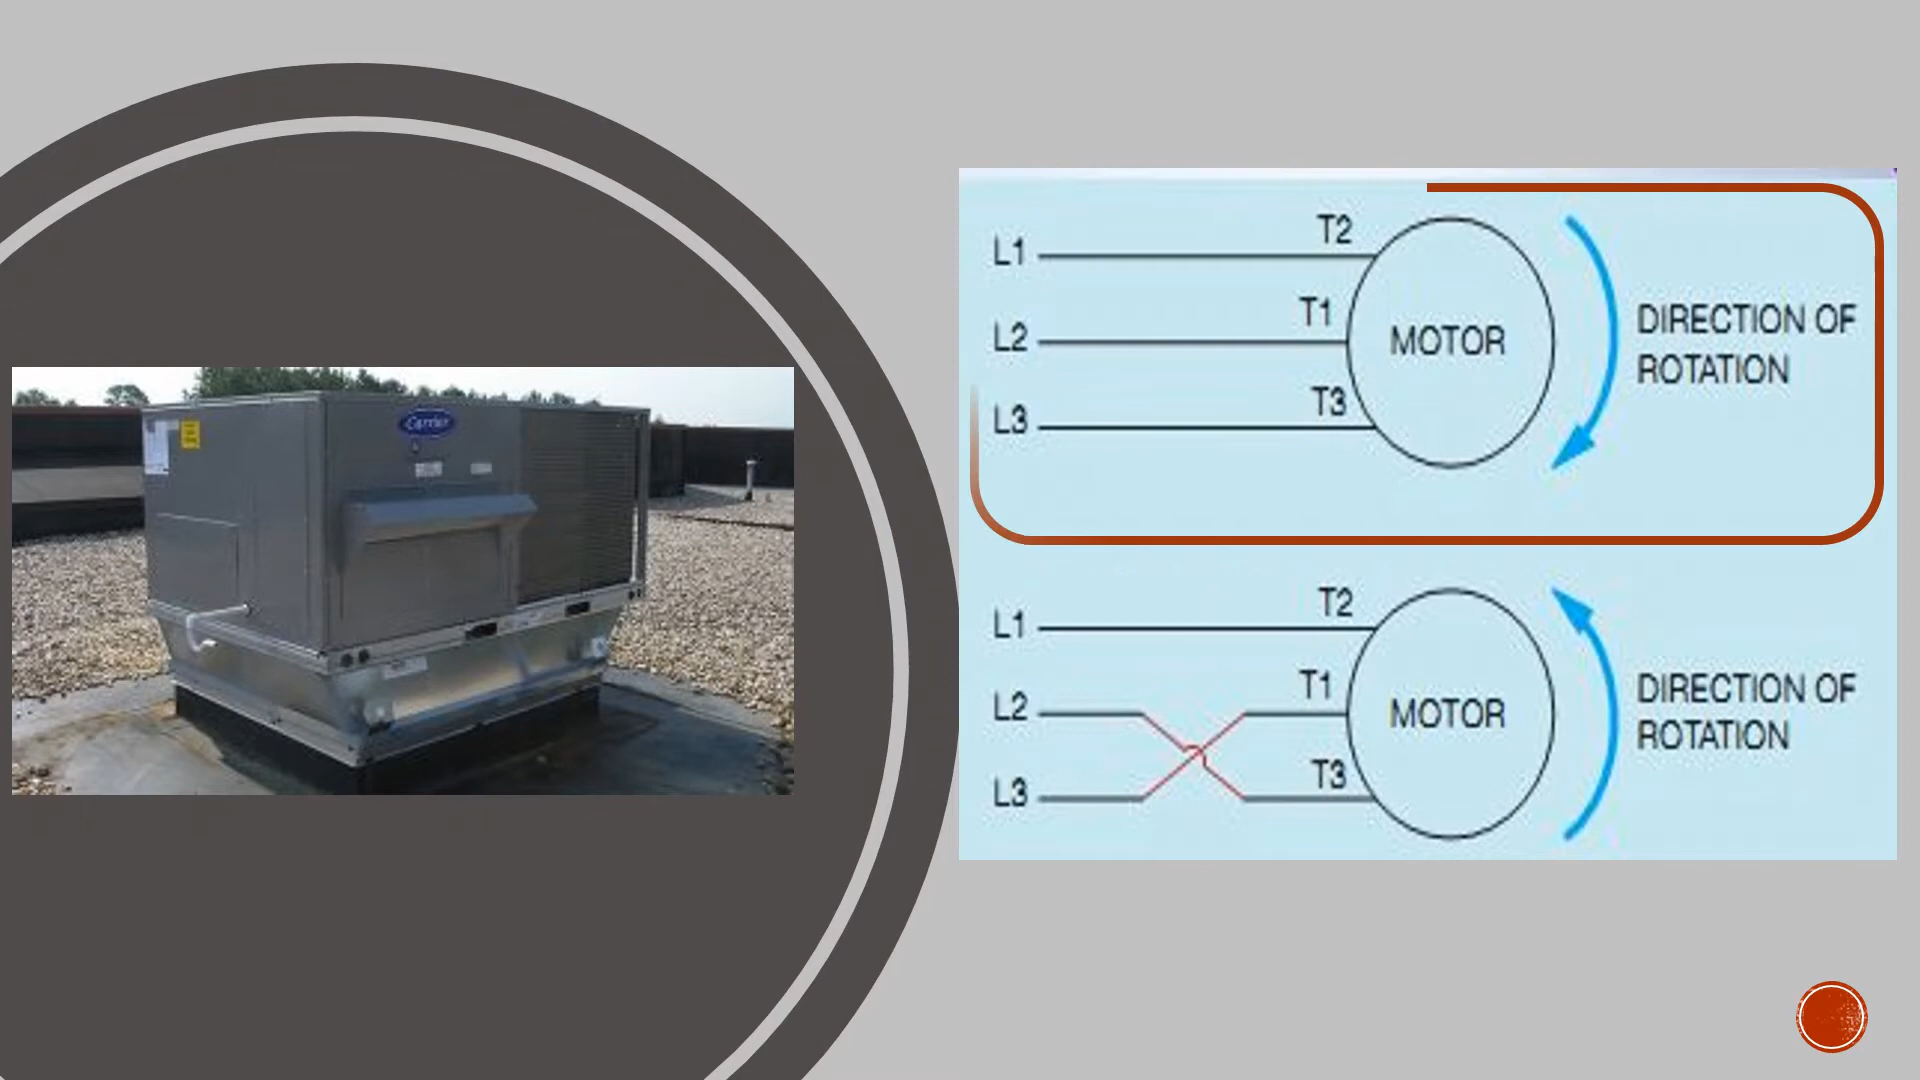 Carrier
L1
T2
L2
T1
MOTOR
L3
T3
DIRECTION OF
ROTATION
L1
T2
L2
T1
MOTOR
L3
T3
DIRECTION OF
ROTATION